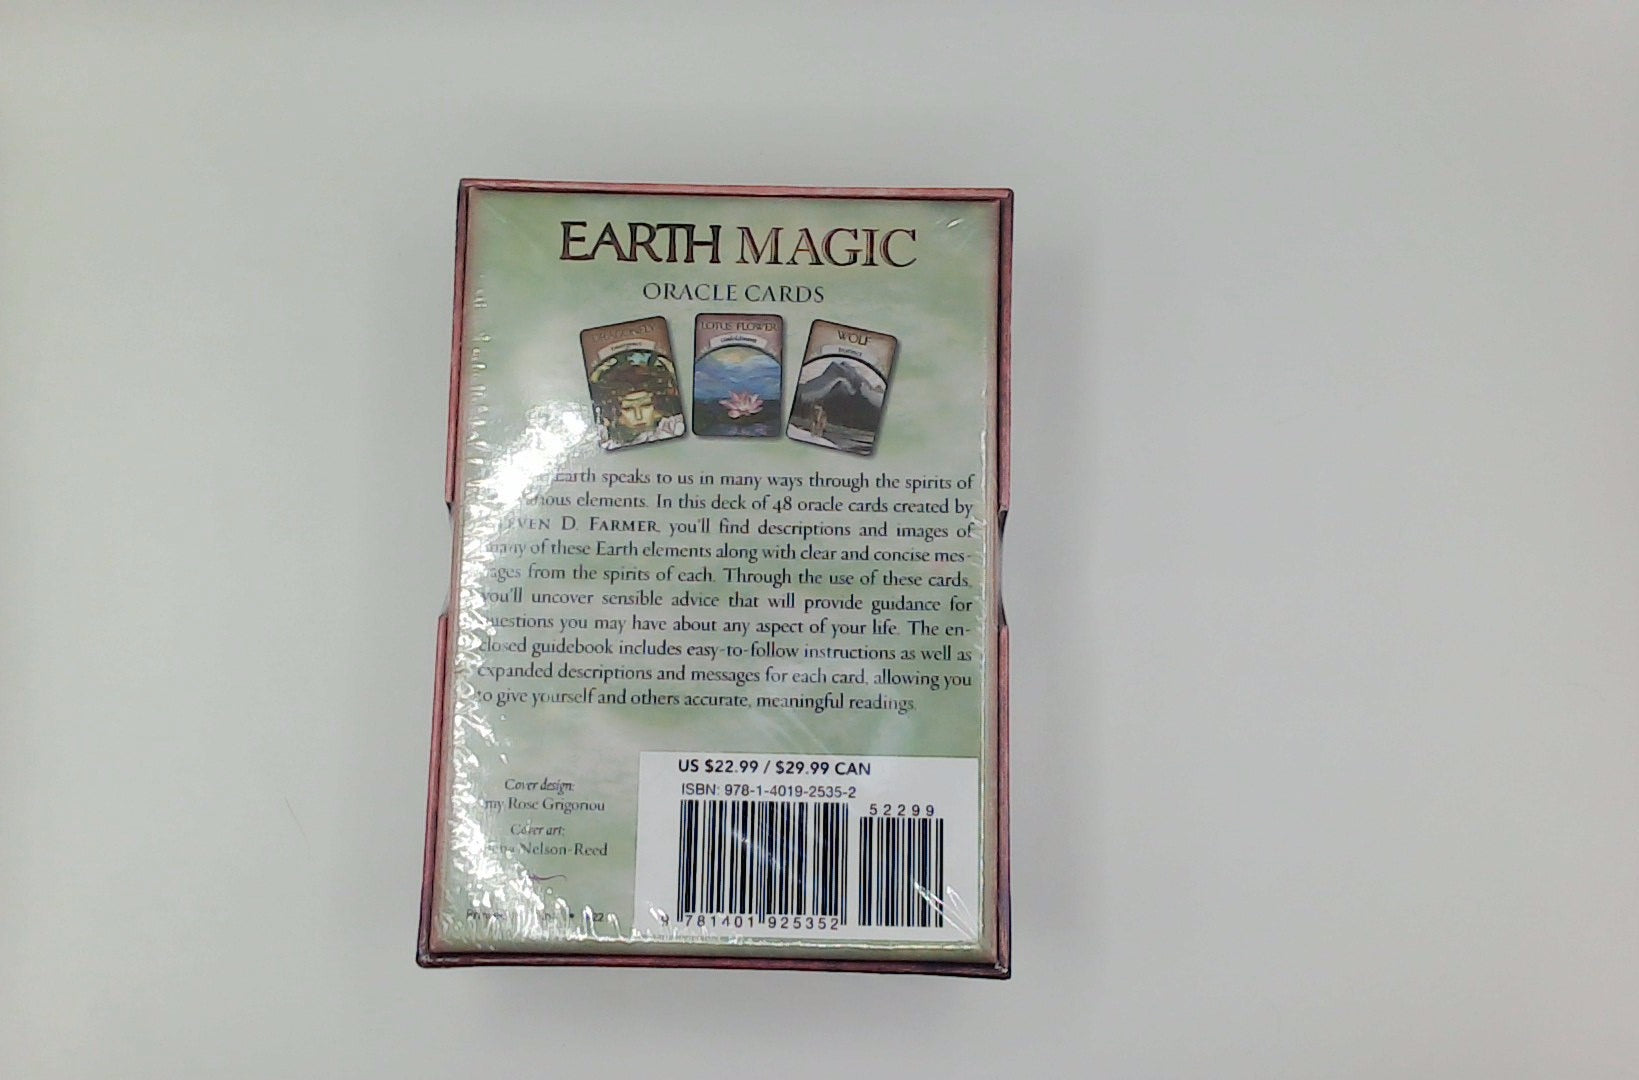 EARTH MAGIC
ORACLE CARDS
DRAGONFLY
LOTUS FLOWER
WOLF
Earth speaks to us in many ways through the spirits of
elements. In this deck of 48 oracle cards created by
D. FARMER, you'll find descriptions and images of
many of these Earth elements along with clear and concise mes-
ages from the spirits of each. Through the use of these cards,
you'll uncover sensible advice that will provide guidance for
questions you may have about any aspect of your life. The en-
closed guidebook includes easy-to-follow instructions as well as
expanded descriptions and messages for each card, allowing you
to give yourself and others accurate, meaningful readings.
US $22.99 / $29.99 CAN
ISBN: 978-1-4019-2535-2
52299
9 781401 925352
Cover design:
Rose Grigoriou
Cover art:
Nelson-Reed